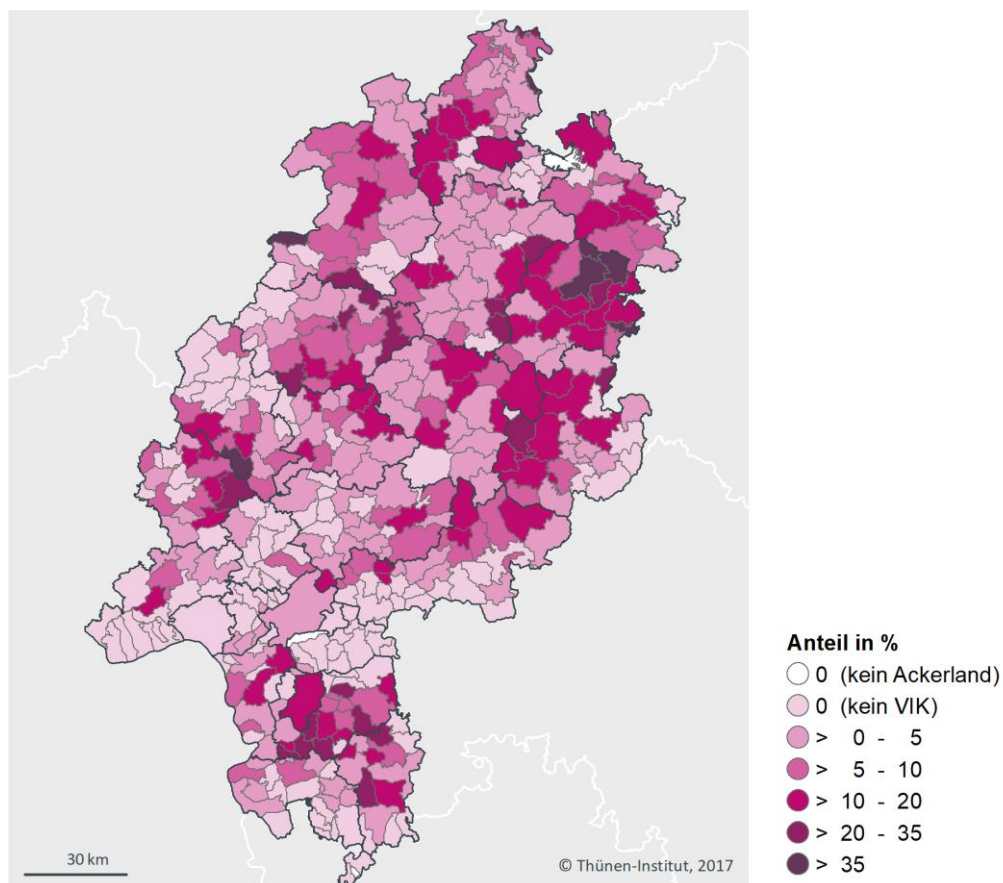 Anteil in %
0 (kein Ackerland)
0 (kein VIK)
> 0 - 5
> 5 - 10
> 10 - 20
> 20 - 35
> 35
30 km
© Thünen-Institut, 2017